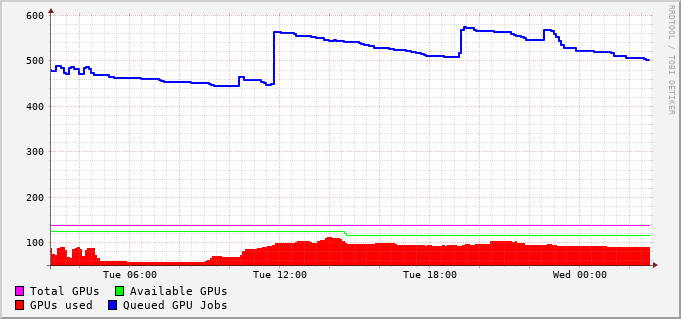 600
500
400
300
200
100
Tue 06:00 Tue 12:00 Tue 18:00 Wed 00:00
Total GPUs Available GPUs
GPUs used Queued GPU Jobs
RRDTOOL / TOBI OETIKER